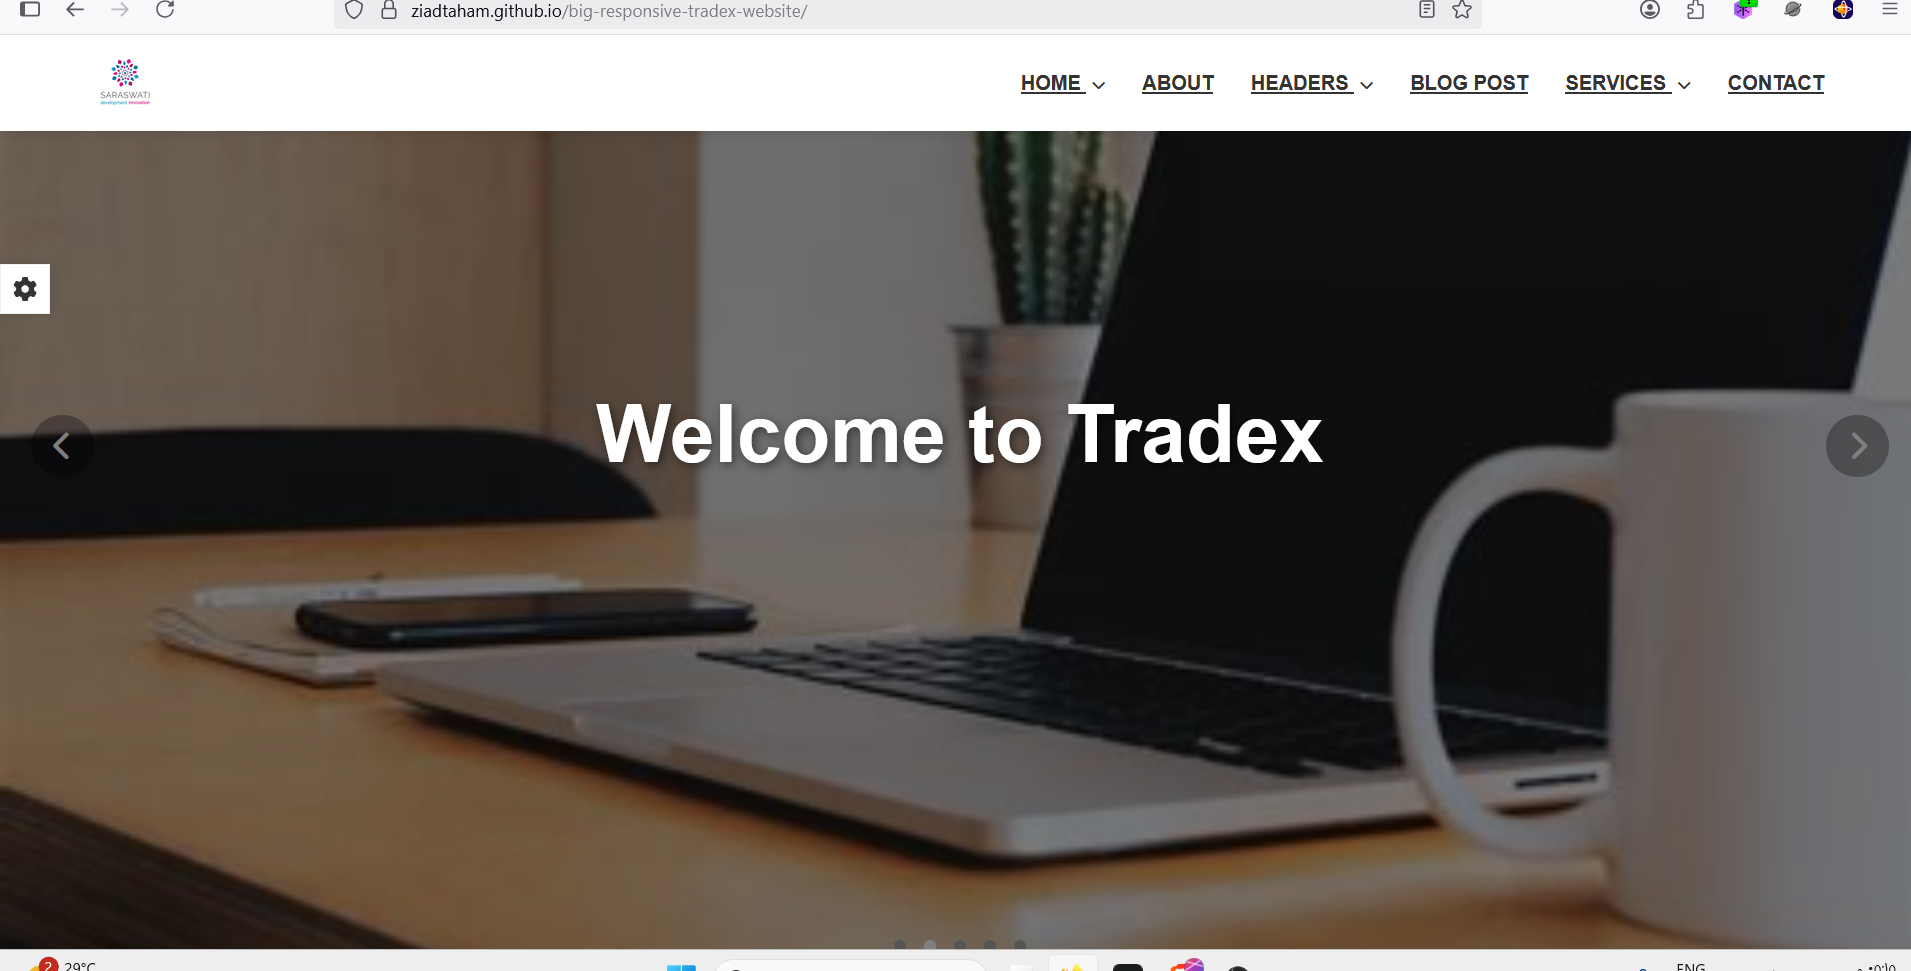 ziadtaham.github.io/big-responsive-tradex-website/
SARASWATI
development innovation
HOME
ABOUT
HEADERS
BLOG POST
SERVICES
CONTACT
Welcome to Tradex
2
29°C
ENG